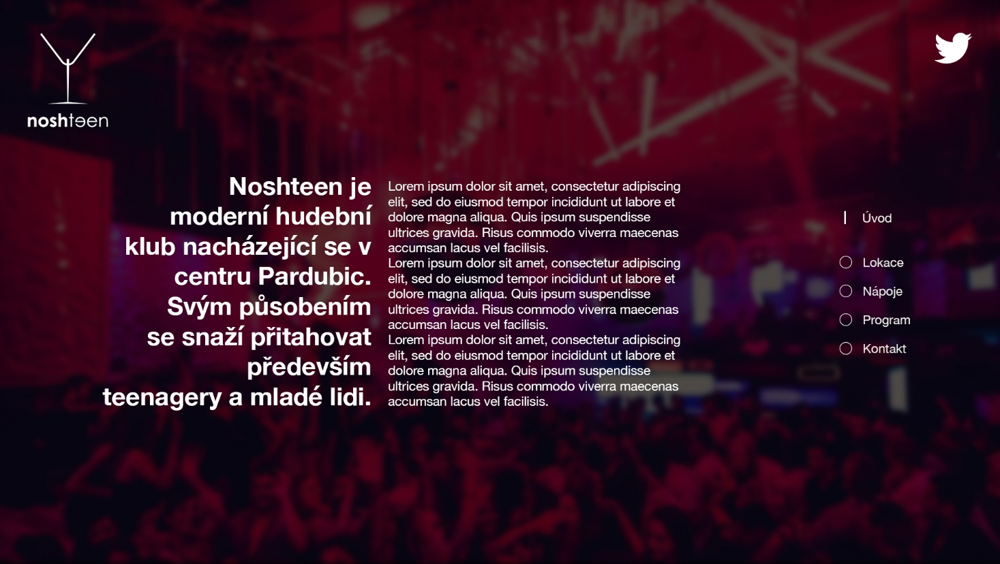 noshtɘen
Noshteen je
moderní hudební
klub nacházející se v
centru Pardubic.
Svým působením
se snaží přitahovat
především
teenagery a mladé lidi.
Lorem ipsum dolor sit amet, consectetur adipiscing
elit, sed do eiusmod tempor incididunt ut labore et
dolore magna aliqua. Quis ipsum suspendisse
ultrices gravida. Risus commodo viverra maecenas
accumsan lacus vel facilisis.
Lorem ipsum dolor sit amet, consectetur adipiscing
elit, sed do eiusmod tempor incididunt ut labore et
dolore magna aliqua. Quis ipsum suspendisse
ultrices gravida. Risus commodo viverra maecenas
accumsan lacus vel facilisis.
Lorem ipsum dolor sit amet, consectetur adipiscing
elit, sed do eiusmod tempor incididunt ut labore et
dolore magna aliqua. Quis ipsum suspendisse
ultrices gravida. Risus commodo viverra maecenas
accumsan lacus vel facilisis.
Úvod
Lokace
Nápoje
Program
Kontakt